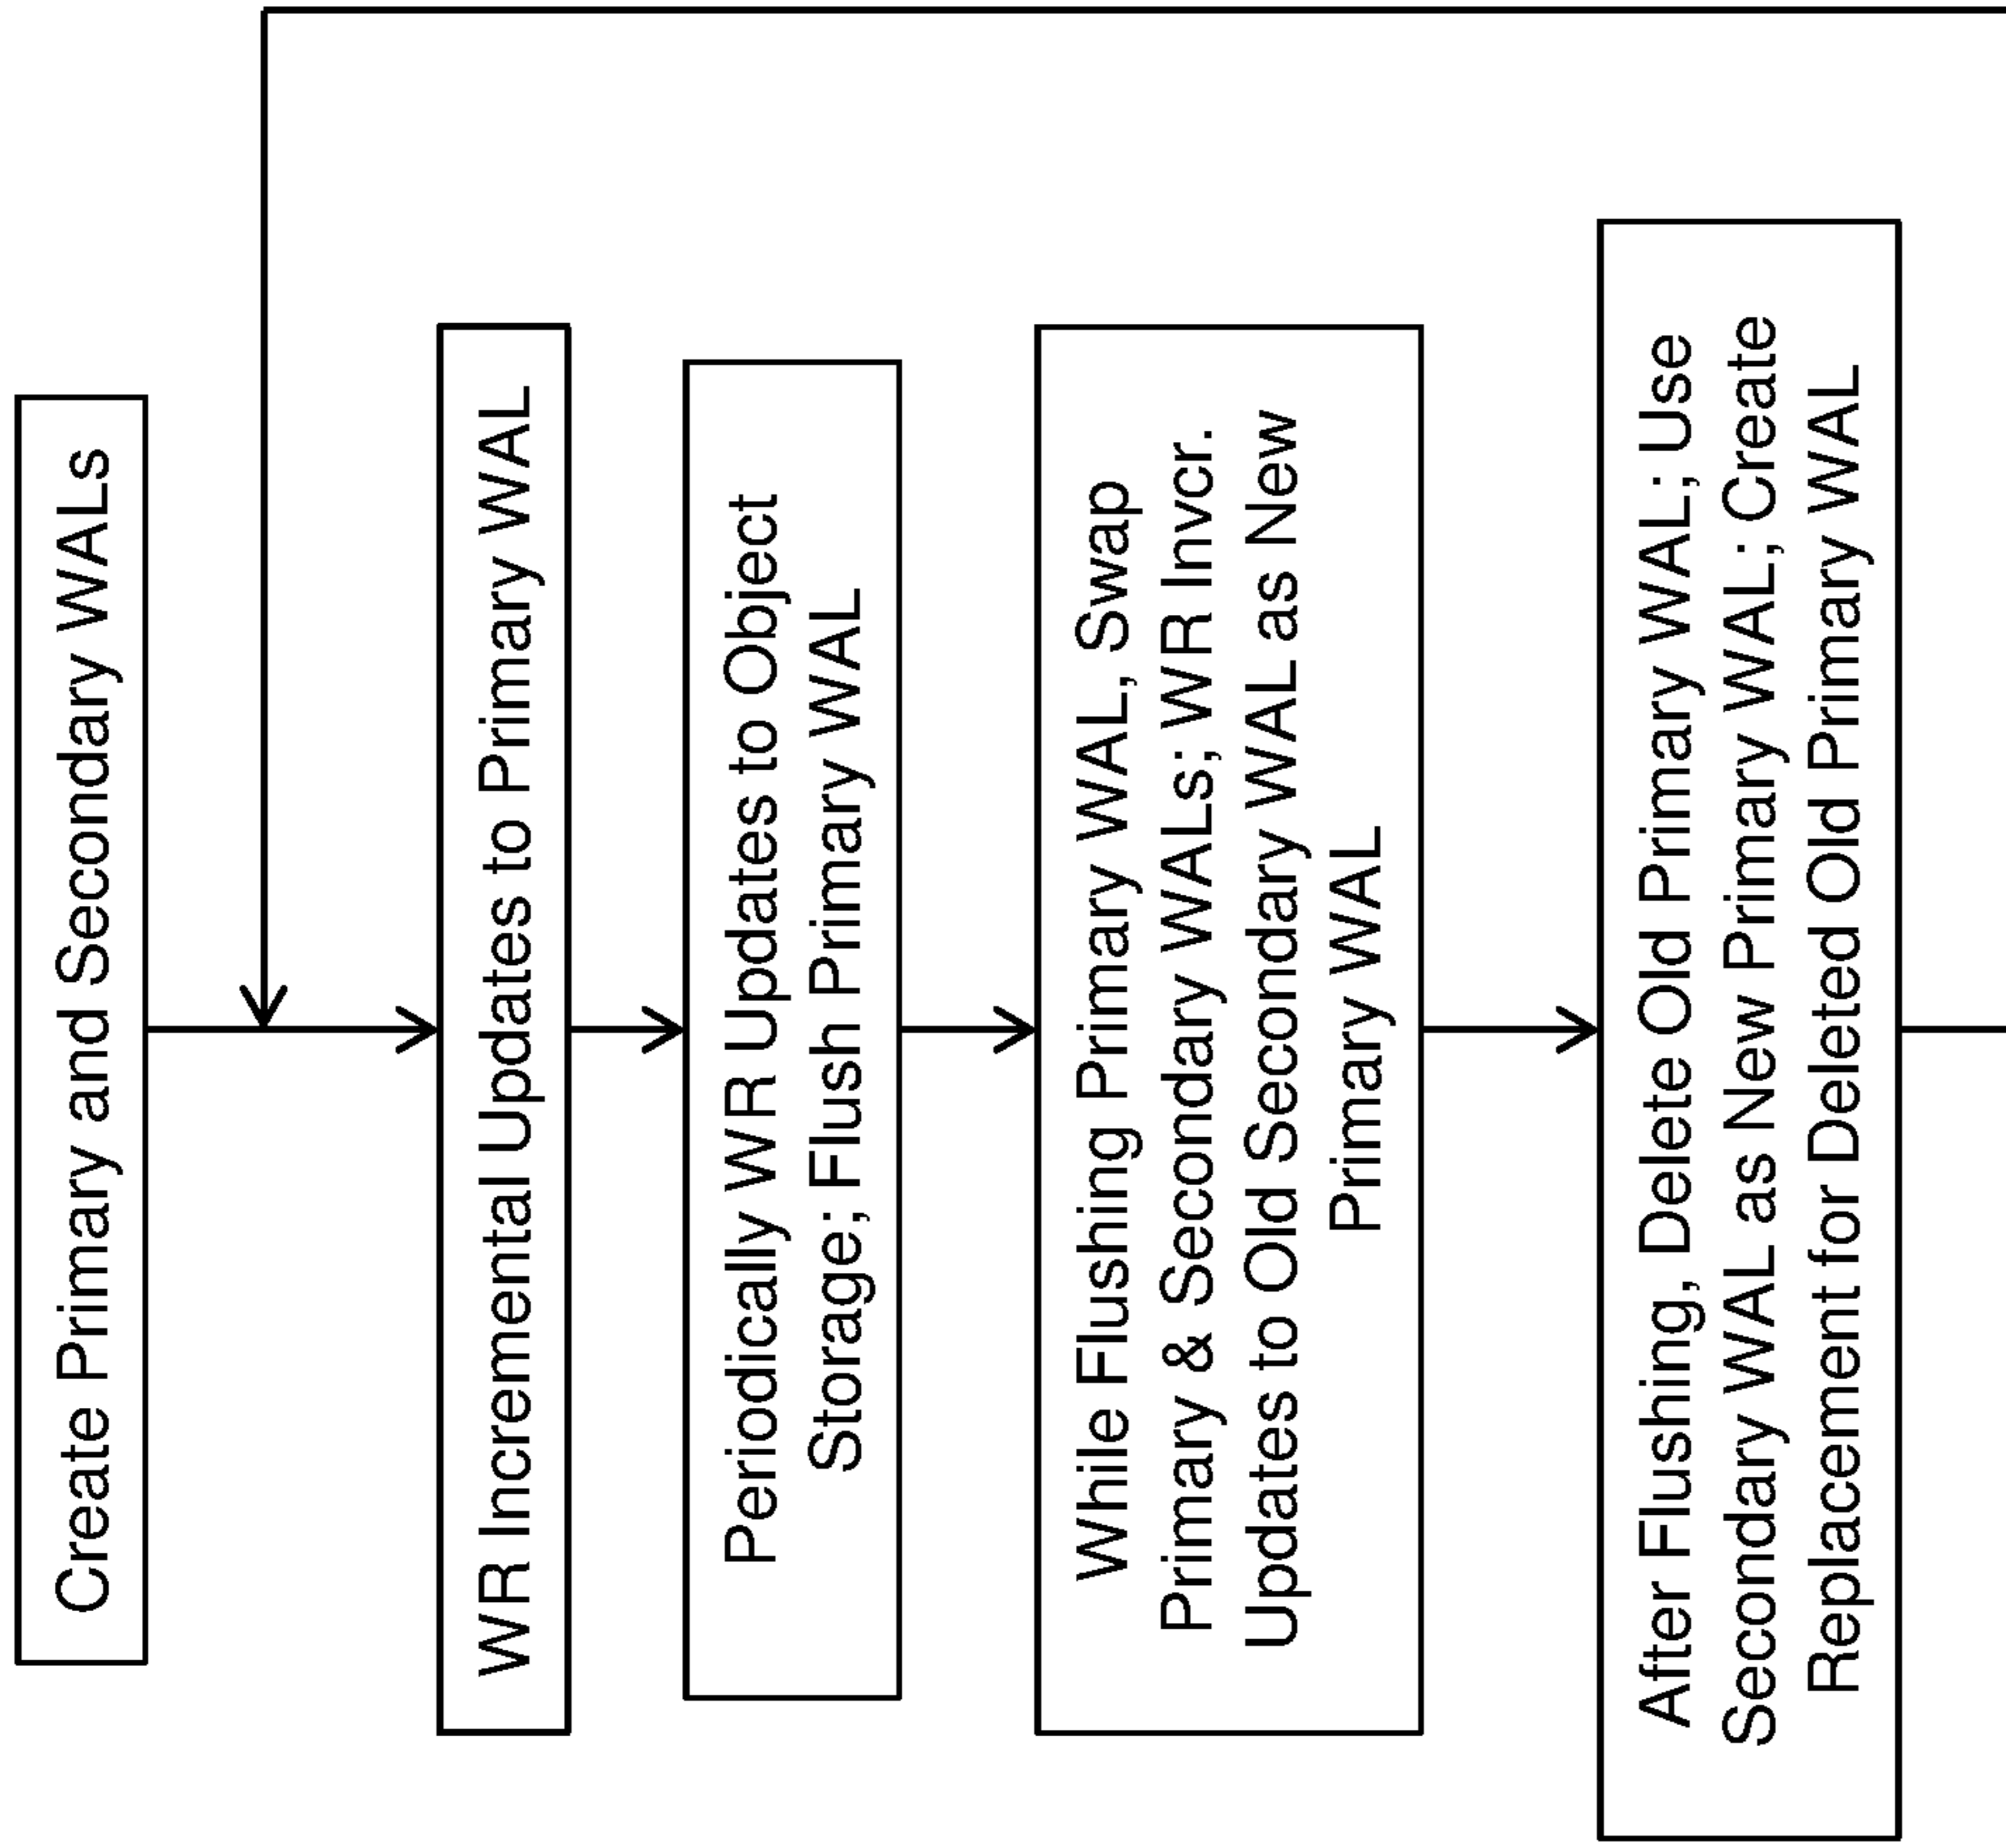 Create Primary and Secondary WALs
WR Incremental Updates to Primary WAL
Periodically WR Updates to Object
Storage; Flush Primary WAL
While Flushing Primary WAL, Swap
Primary & Secondary WALs; WR Invcr.
Updates to Old Secondary WAL as New
Primary WAL
After Flushing, Delete Old Primary WAL; Use
Secondary WAL as New Primary WAL; Create
Replacement for Deleted Old Primary WAL